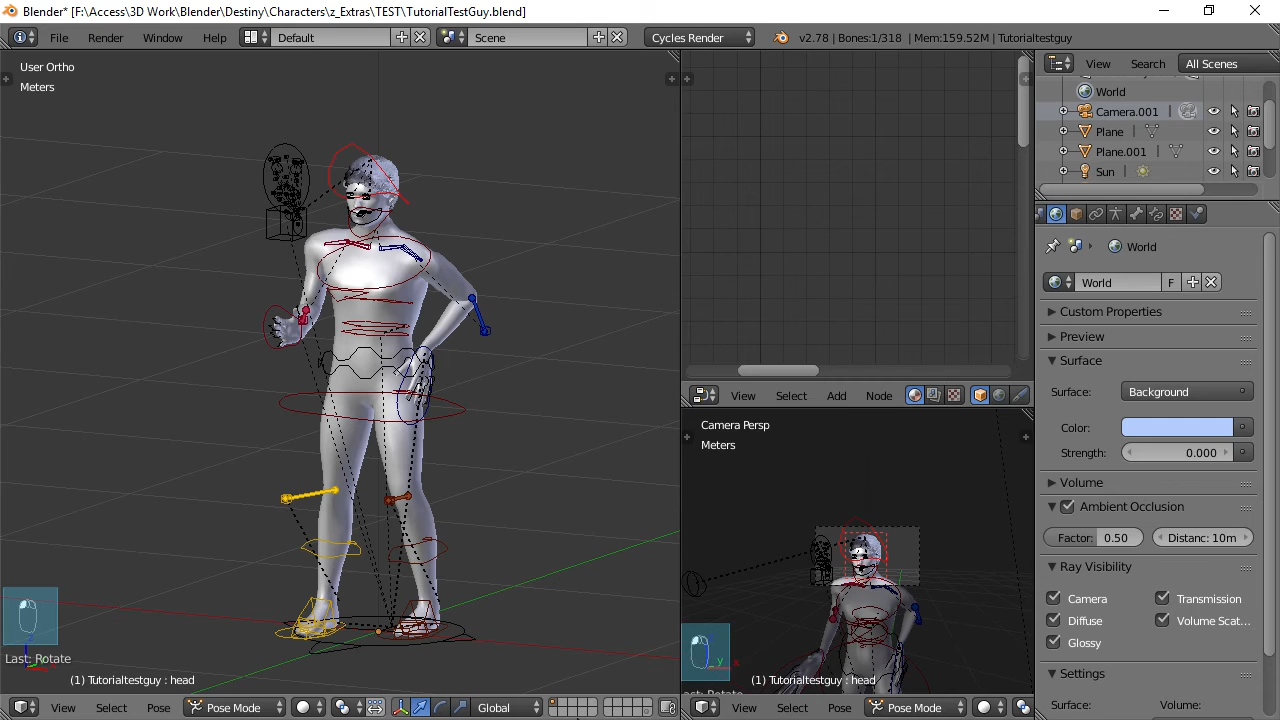 Blender* [F:\Access\3D Work\Blender\Destiny\Characters\z_Extras\TEST\TutorialTestGuy.blend]
File Render Window Help Default Scene Cycles Render v2.78 | Bones:1/318 | Mem:159.52M | Tutorialtestguy
User Ortho
Meters
Last: Rotate
(1) Tutorialtestguy : head
View Select Pose Pose Mode Global
View Select Add Node
Camera Persp
Meters
y
x
(1) Tutorialtestguy : head
View Select Pose Pose Mode
View Search All Scenes
World
Camera.001
Plane
Plane.001
Sun
World
World F
Custom Properties
Preview
Surface
Surface: Background
Color:
Strength: 0.000
Volume
Ambient Occlusion
Factor: 0.50 Distanc: 10m
Ray Visibility
Camera Transmission
Diffuse Volume Scat...
Glossy
Settings
Surface: Volume: